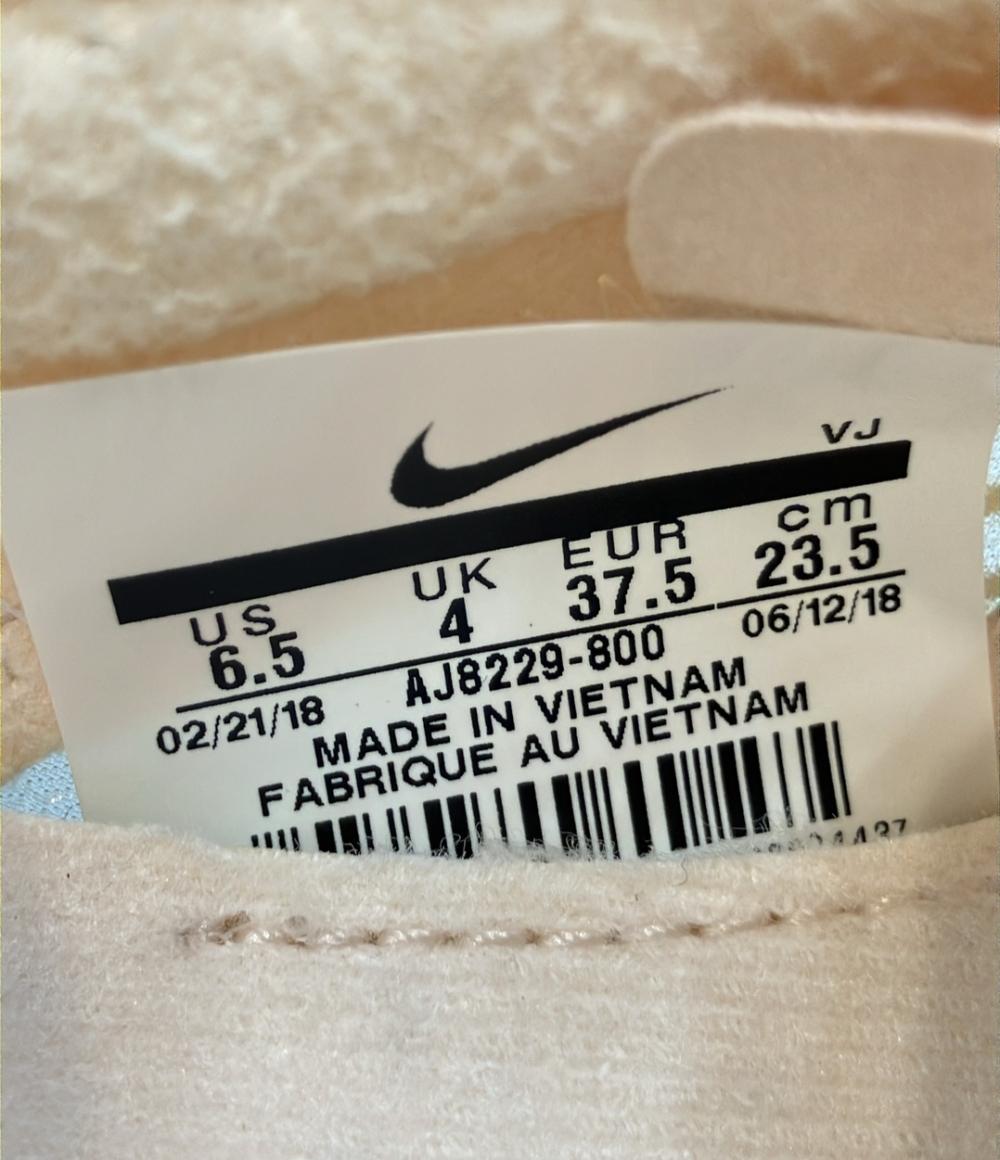 VJ
US UK EUR cm
6.5 4 37.5 23.5
02/21/18 AJ8229-800 06/12/18
MADE IN VIETNAM
FABRIQUE AU VIETNAM